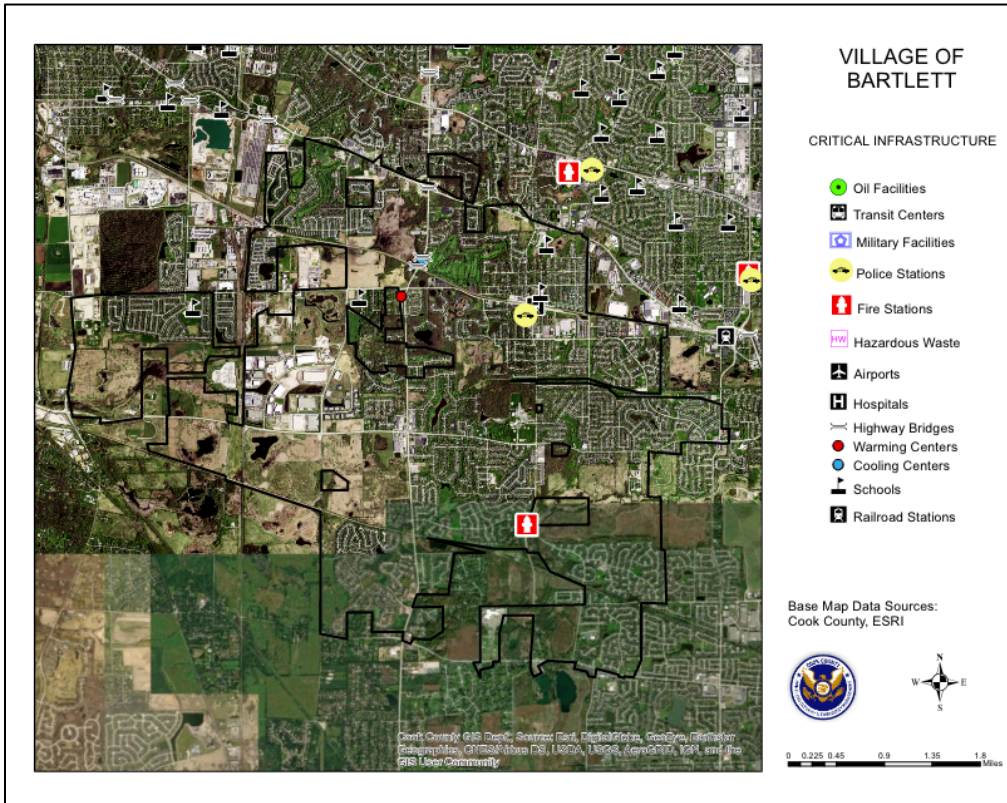 VILLAGE OF
BARTLETT
CRITICAL INFRASTRUCTURE
Oil Facilities
Transit Centers
Military Facilities
Police Stations
Fire Stations
HW Hazardous Waste
Airports
H Hospitals
Highway Bridges
Warming Centers
Cooling Centers
Schools
Railroad Stations
Base Map Data Sources:
Cook County, ESRI
N
W E
S
0 0.225 0.45 0.9 1.35 1.8
Miles
Cook County GIS Dept, Source: Esri, DigitalGlobe, GeoEye, Earthstar
Geographics, CNES/Airbus DS, USDA, USGS, AeroGRID, IGN, and the
GIS User Community